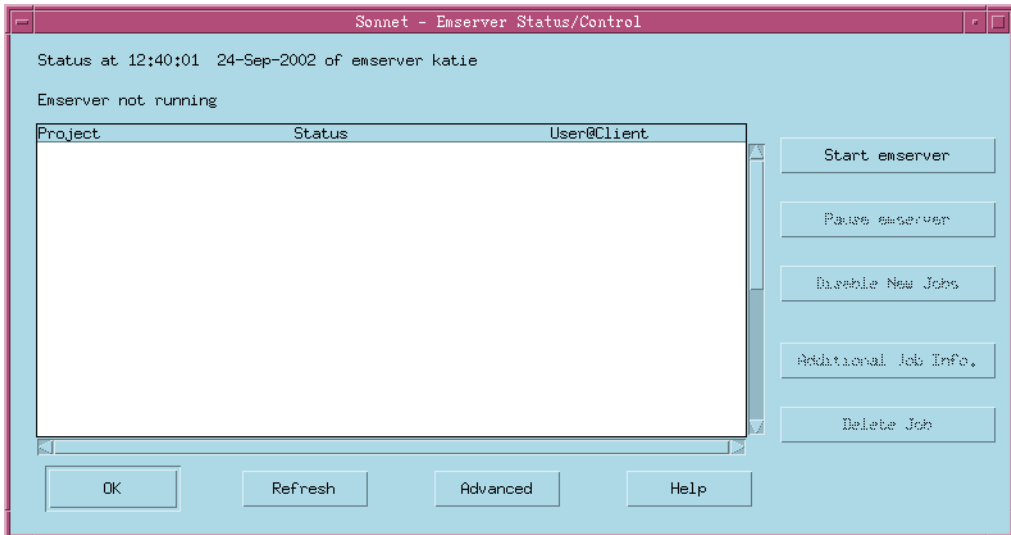 Sonnet - Emserver Status/Control
Status at 12:40:01 24-Sep-2002 of emserver katie
Emserver not running
Project Status User@Client
Start emserver
Pause emserver
Disable New Jobs
Additional Job Info.
Delete Job
OK Refresh Advanced Help